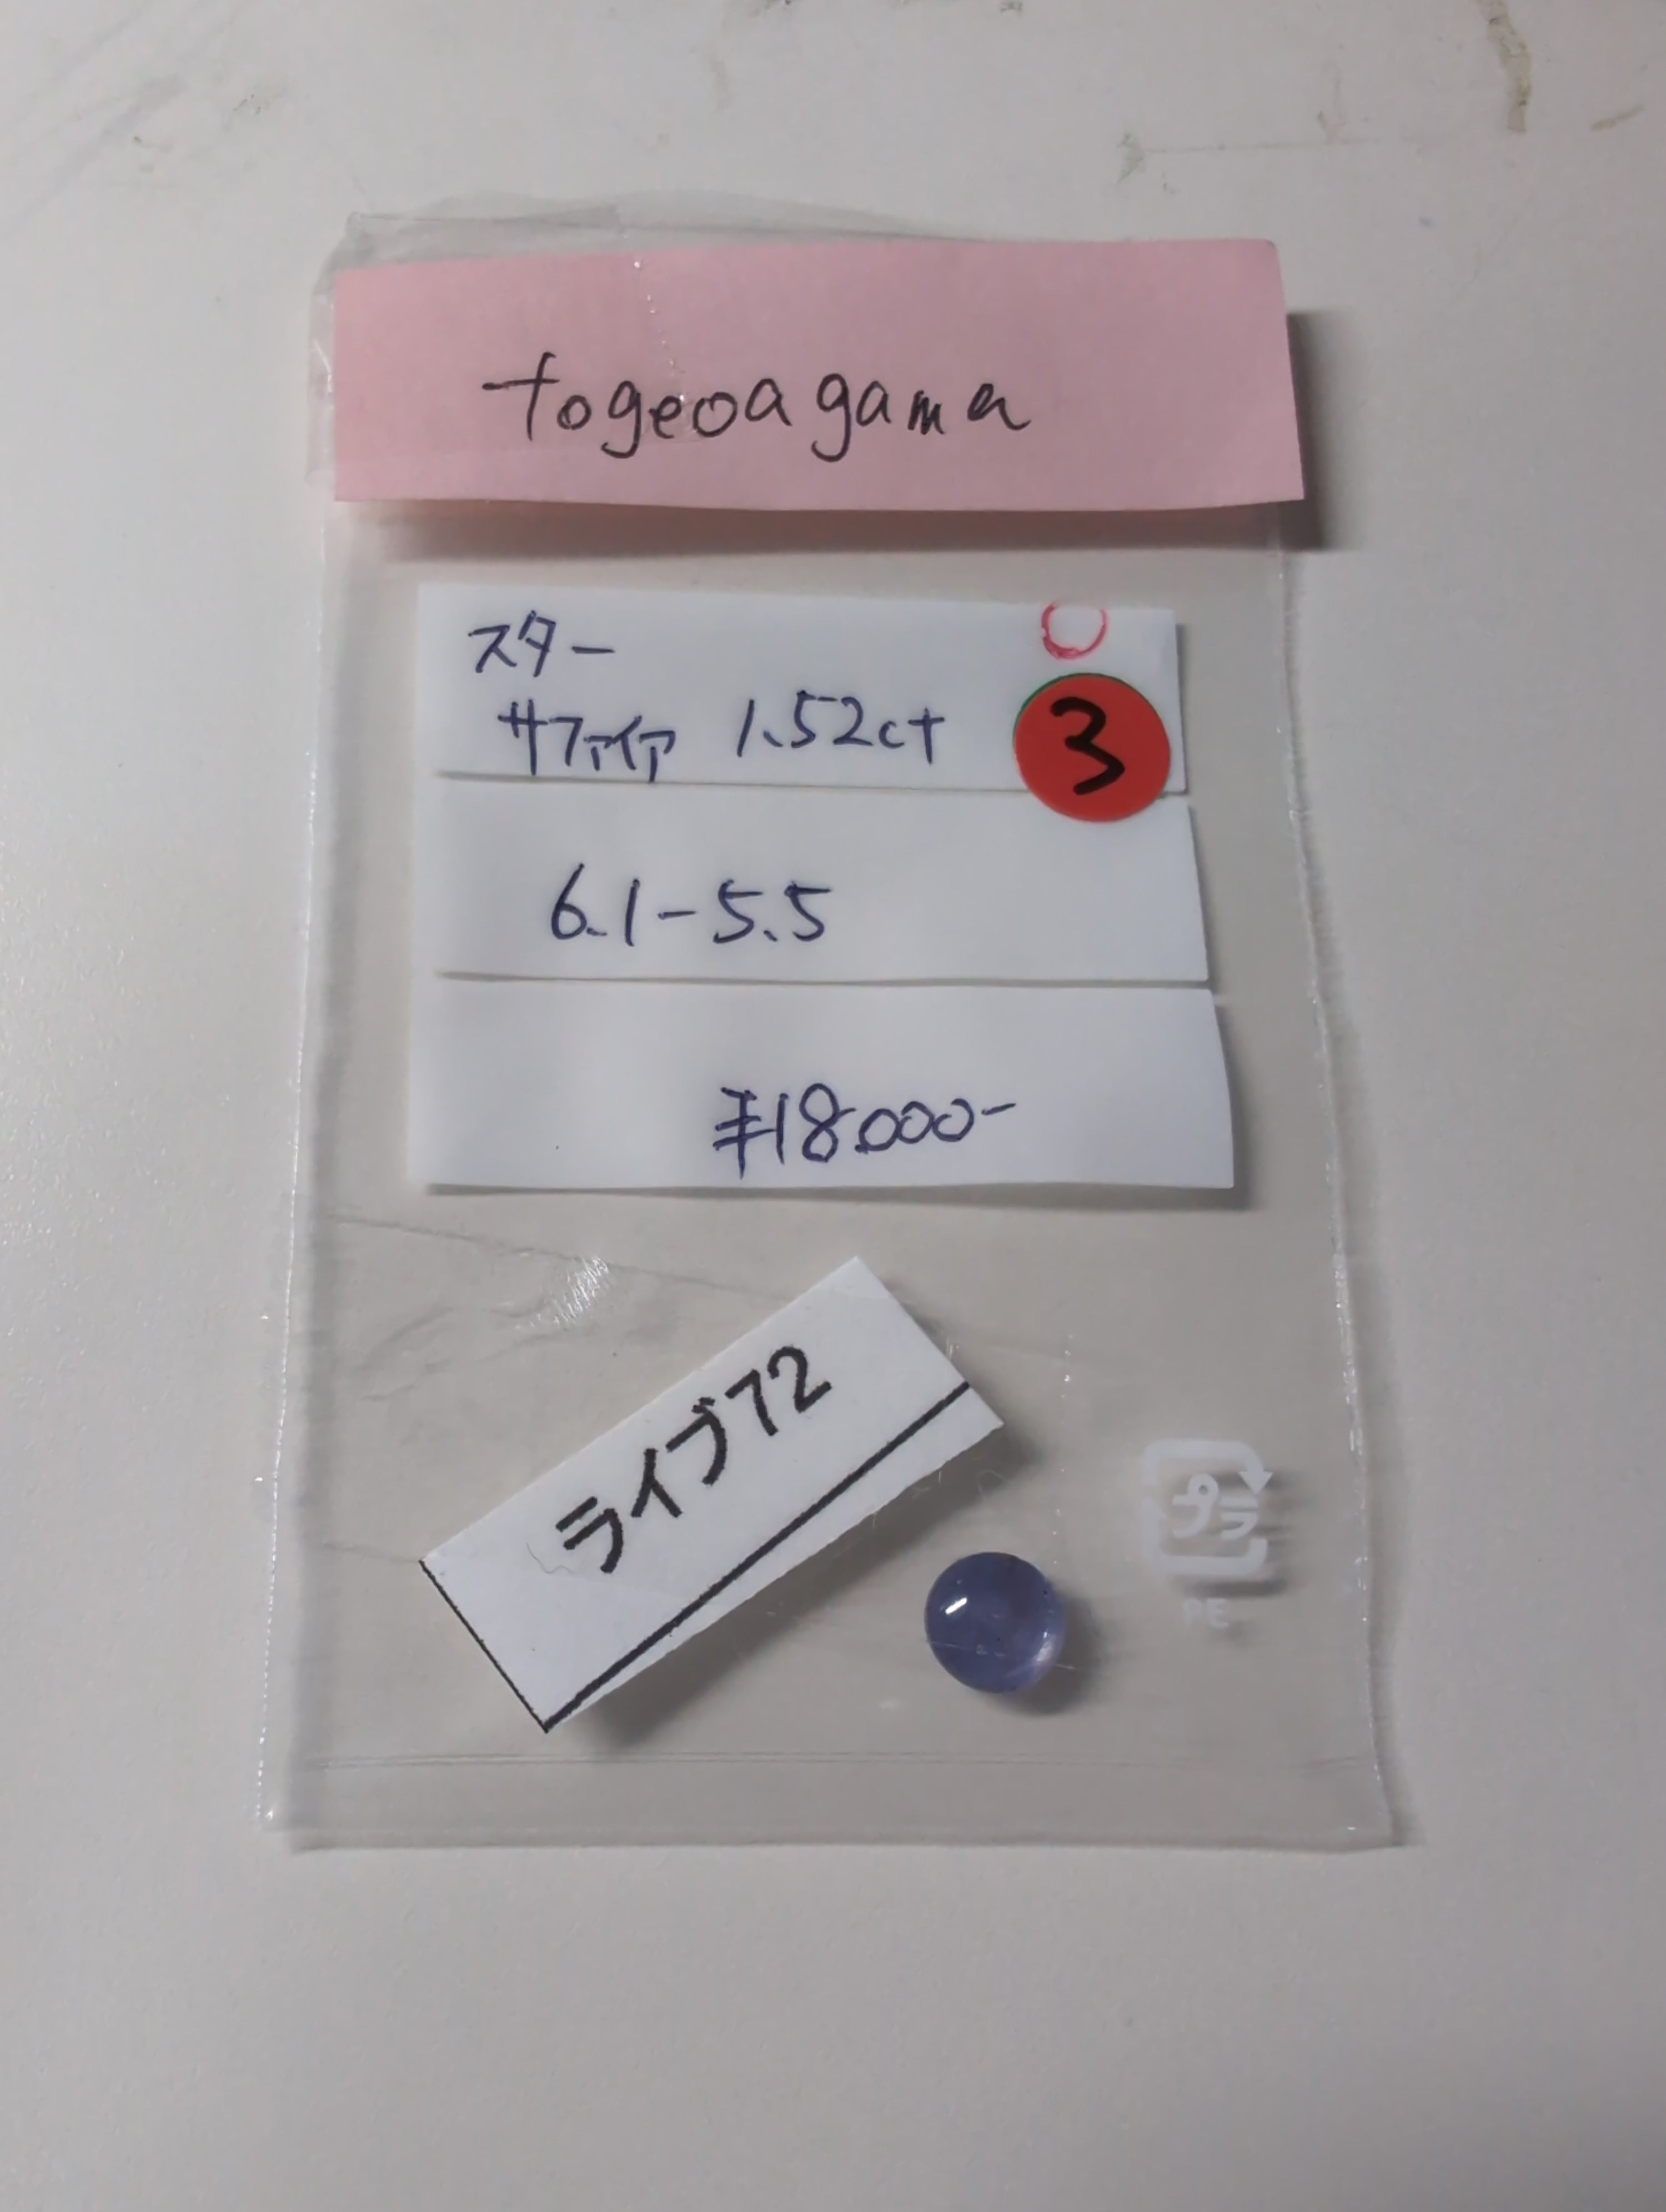 togeoagama
スター
サファイア 1.52ct
3
6.1-5.5
¥18.000-
ライブ72
プラ
PE